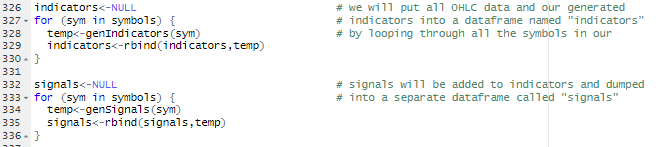 326 indicators<-NULL # we will put all OHLC data and our generated
327 for (sym in symbols) { # indicators into a dataframe named "indicators"
328 temp<-genIndicators(sym) # by looping through all the symbols in our
329 indicators<-rbind(indicators,temp)
330 }
331
332 signals<-NULL # signals will be added to indicators and dumped
333 for (sym in symbols) { # into a separate dataframe called "signals"
334 temp<-genSignals(sym)
335 signals<-rbind(signals,temp)
336 }